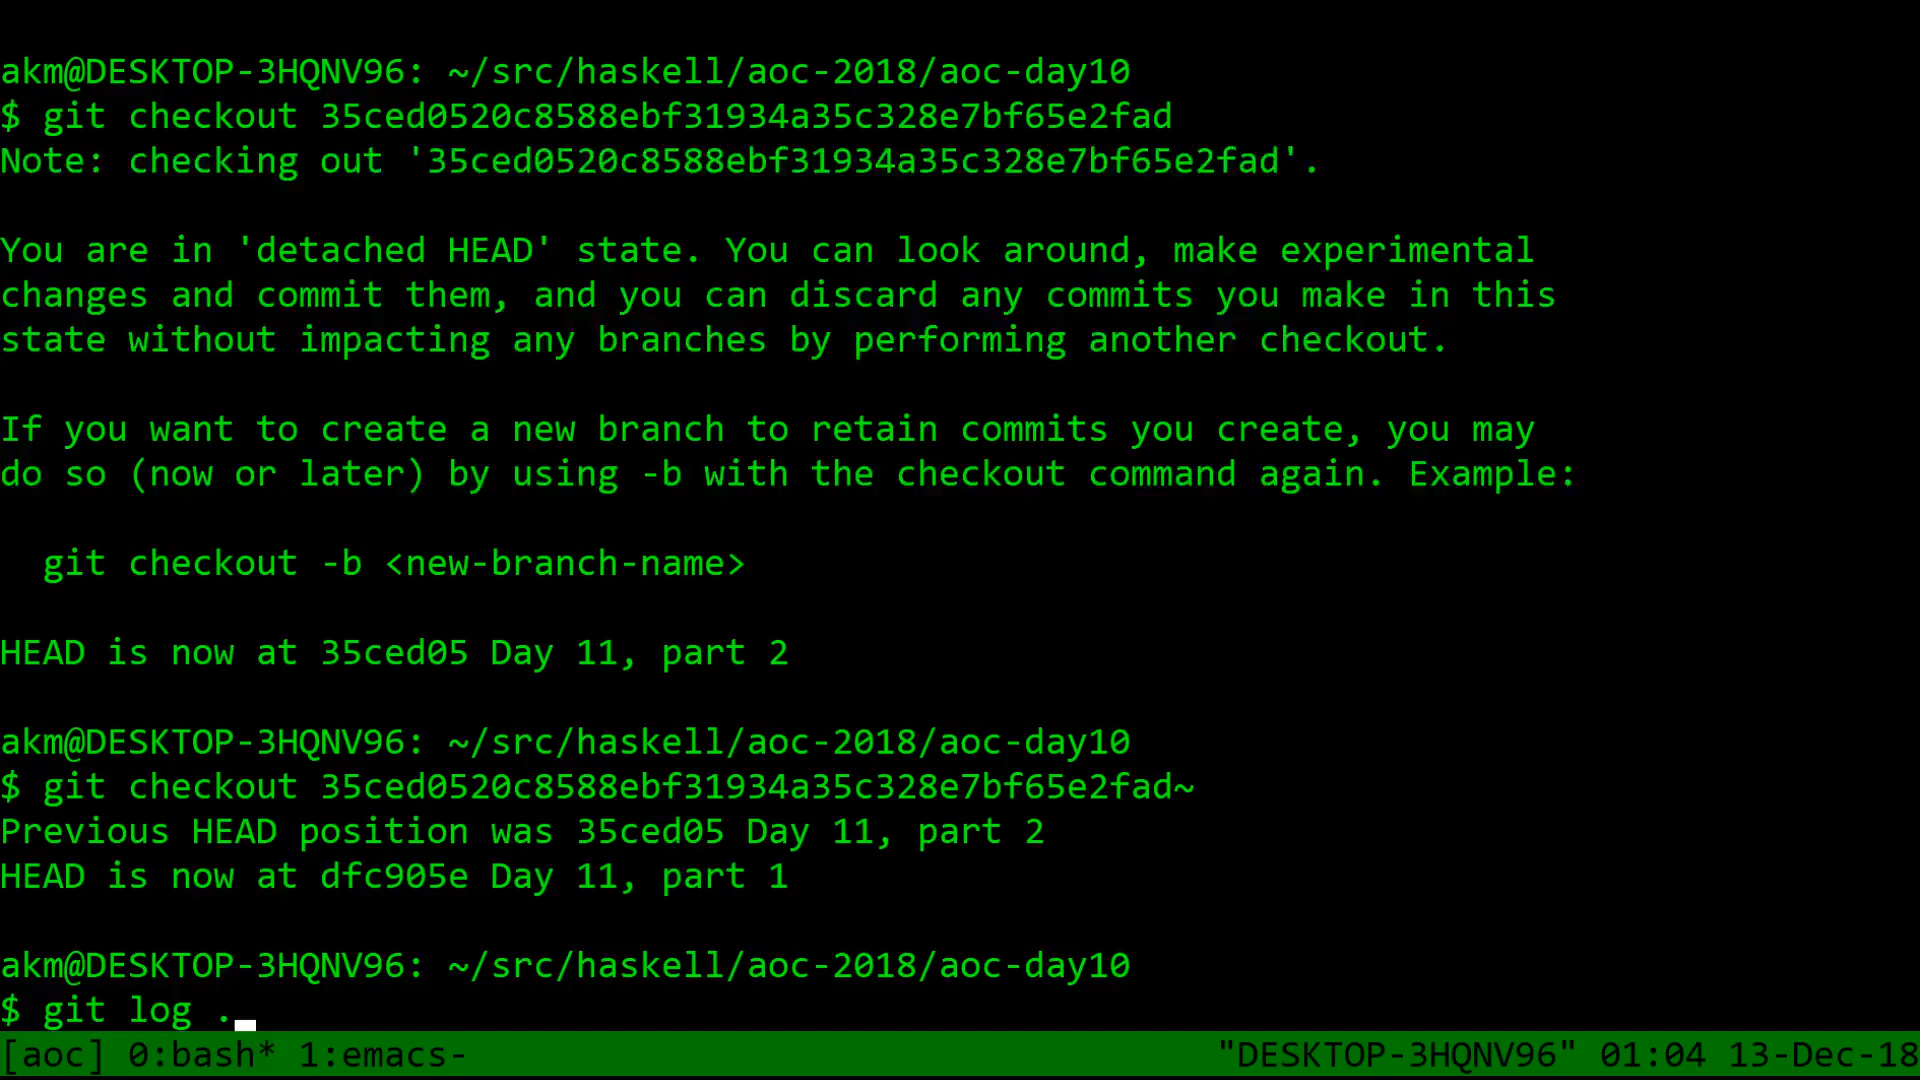 akm@DESKTOP-3HQNV96: ~/src/haskell/aoc-2018/aoc-day10
$ git checkout 35ced0520c8588ebf31934a35c328e7bf65e2fad
Note: checking out '35ced0520c8588ebf31934a35c328e7bf65e2fad'.
You are in 'detached HEAD' state. You can look around, make experimental
changes and commit them, and you can discard any commits you make in this
state without impacting any branches by performing another checkout.
If you want to create a new branch to retain commits you create, you may
do so (now or later) by using -b with the checkout command again. Example:
git checkout -b <new-branch-name>
HEAD is now at 35ced05 Day 11, part 2
akm@DESKTOP-3HQNV96: ~/src/haskell/aoc-2018/aoc-day10
$ git checkout 35ced0520c8588ebf31934a35c328e7bf65e2fad~
Previous HEAD position was 35ced05 Day 11, part 2
HEAD is now at dfc905e Day 11, part 1
akm@DESKTOP-3HQNV96: ~/src/haskell/aoc-2018/aoc-day10
$ git log .
[aoc] 0:bash* 1:emacs- "DESKTOP-3HQNV96" 01:04 13-Dec-18